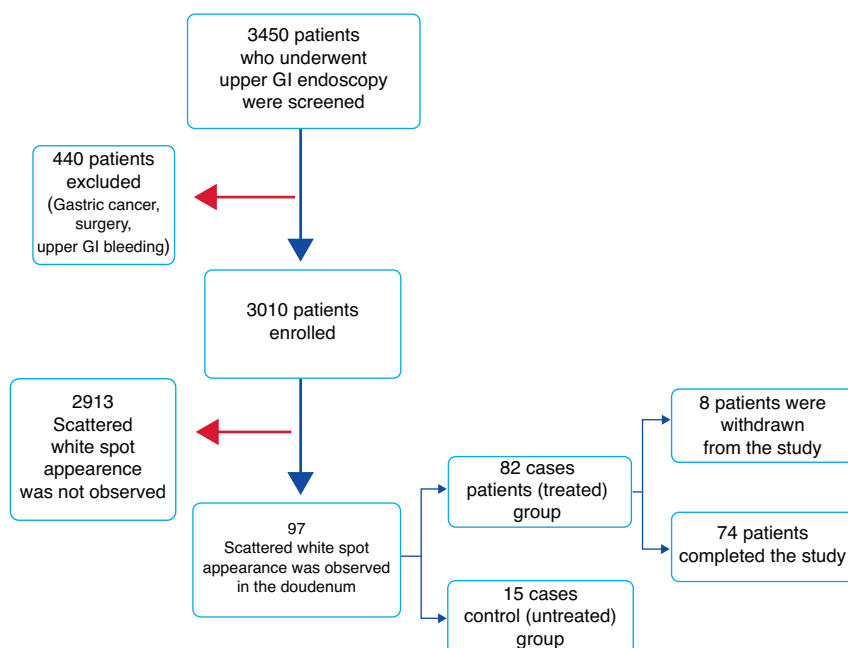 3450 patients
who underwent
upper GI endoscopy
were screened
440 patients
excluded
(Gastric cancer,
surgery,
upper GI bleeding)
3010 patients
enrolled
2913
Scattered
white spot
appearence
was not observed
97
Scattered white spot
appearance was observed
in the doudenum
82 cases
patients (treated)
group
15 cases
control (untreated)
group
8 patients were
withdrawn
from the study
74 patients
completed the study